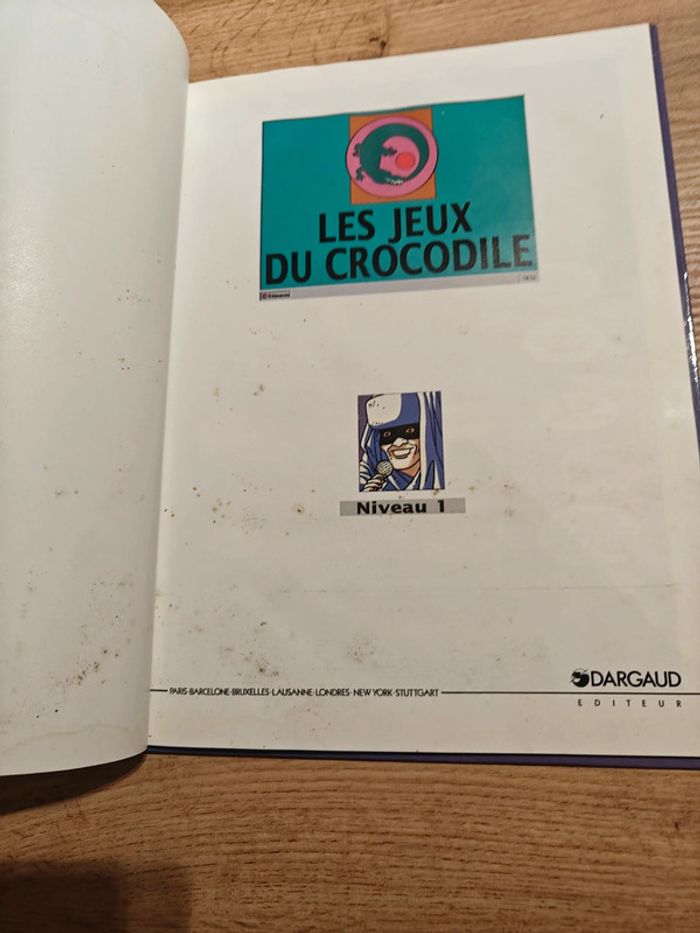 LES JEUX
DU CROCODILE
Niveau 1
DARGAUD
PARIS·BARCELONE·BRUXELLES·LAUSANNE·LONDRES·NEW YORK·STUTTGART
EDITEUR